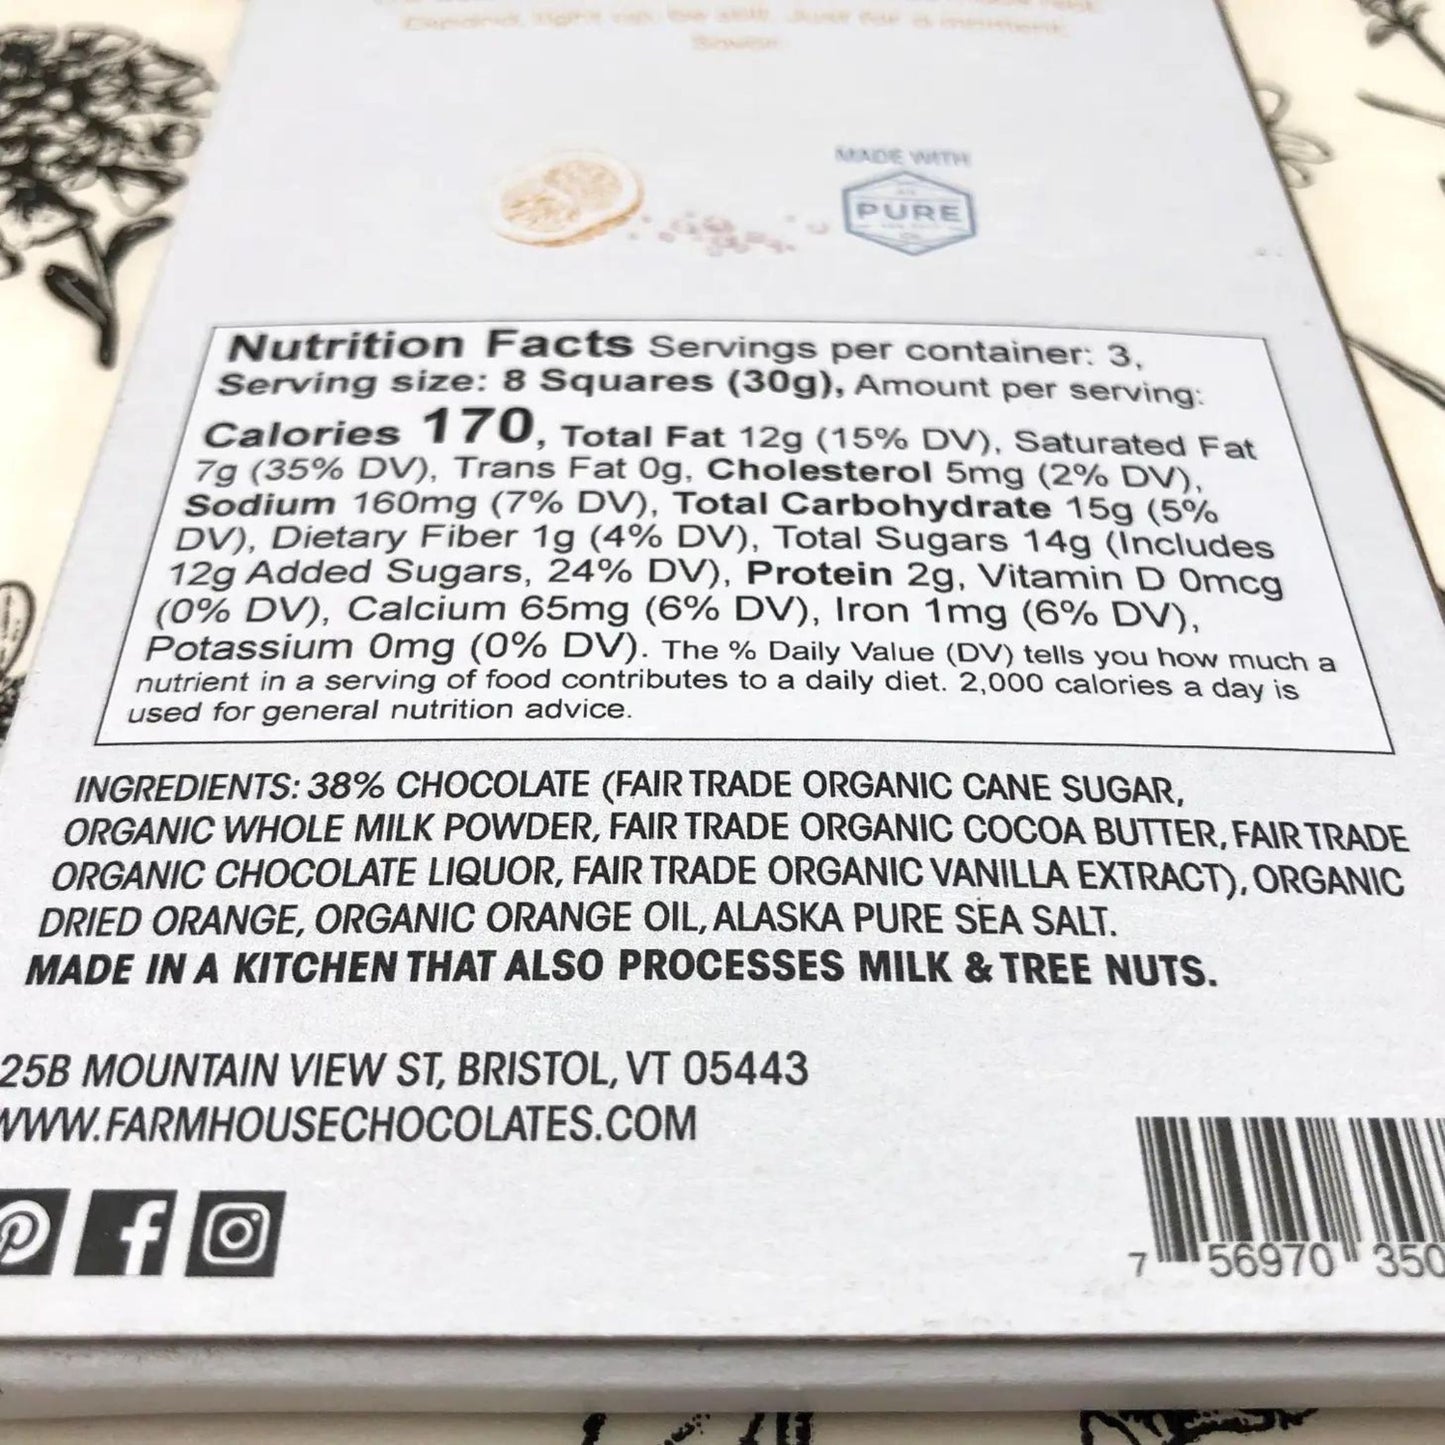 Just for a moment.
Savor.
MADE WITH
PURE
Nutrition Facts Servings per container: 3,
Serving size: 8 Squares (30g), Amount per serving:
Calories 170, Total Fat 12g (15% DV), Saturated Fat
7g (35% DV), Trans Fat 0g, Cholesterol 5mg (2% DV),
Sodium 160mg (7% DV), Total Carbohydrate 15g (5%
DV), Dietary Fiber 1g (4% DV), Total Sugars 14g (Includes
12g Added Sugars, 24% DV), Protein 2g, Vitamin D 0mcg
(0% DV), Calcium 65mg (6% DV), Iron 1mg (6% DV),
Potassium 0mg (0% DV). The % Daily Value (DV) tells you how much a
nutrient in a serving of food contributes to a daily diet. 2,000 calories a day is
used for general nutrition advice.
INGREDIENTS: 38% CHOCOLATE (FAIR TRADE ORGANIC CANE SUGAR,
ORGANIC WHOLE MILK POWDER, FAIR TRADE ORGANIC COCOA BUTTER, FAIR TRADE
ORGANIC CHOCOLATE LIQUOR, FAIR TRADE ORGANIC VANILLA EXTRACT), ORGANIC
DRIED ORANGE, ORGANIC ORANGE OIL, ALASKA PURE SEA SALT.
MADE IN A KITCHEN THAT ALSO PROCESSES MILK & TREE NUTS.
25B MOUNTAIN VIEW ST, BRISTOL, VT 05443
WWW.FARMHOUSECHOCOLATES.COM
7 56970 350